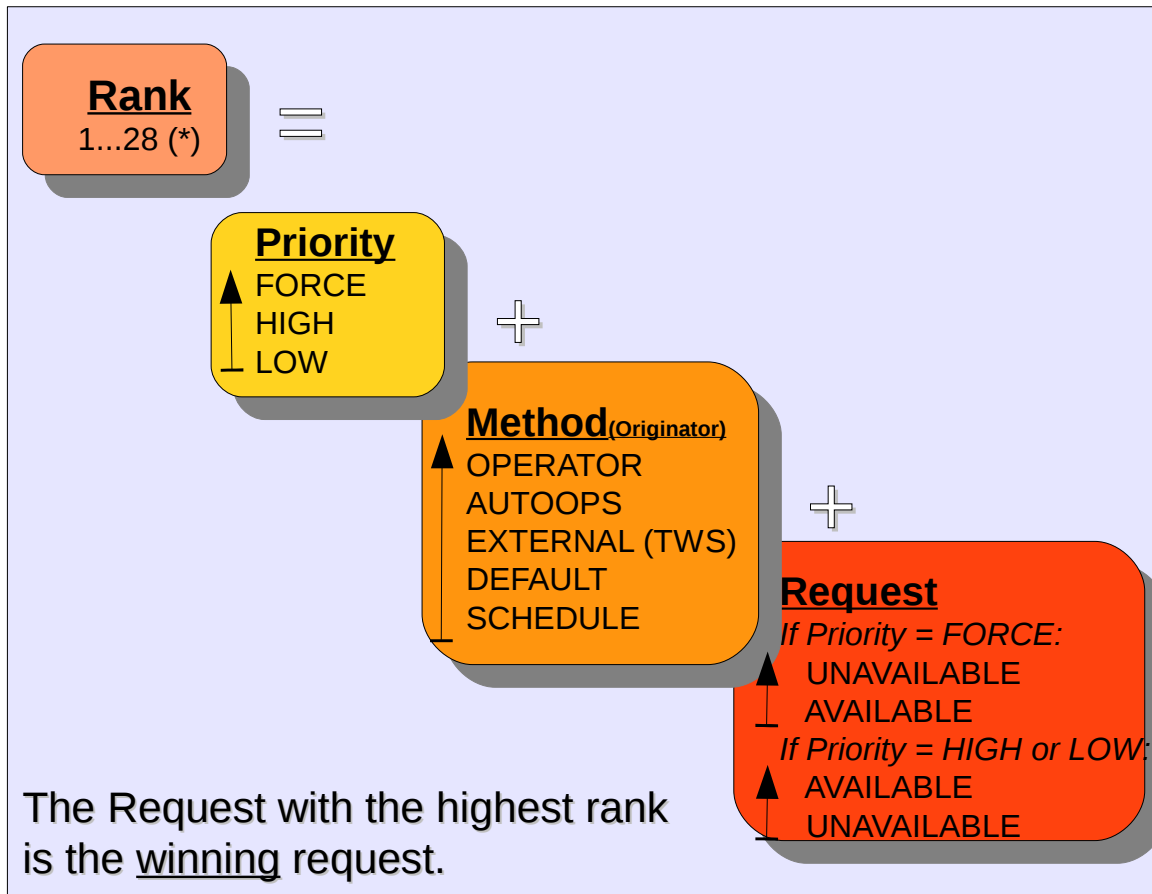 Rank
1...28 (*)
=
Priority
FORCE
HIGH
LOW
+
Method(Originator)
OPERATOR
AUTOOPS
EXTERNAL (TWS)
DEFAULT
SCHEDULE
+
Request
If Priority = FORCE:
UNAVAILABLE
AVAILABLE
If Priority = HIGH or LOW:
AVAILABLE
UNAVAILABLE
The Request with the highest rank
is the winning request.